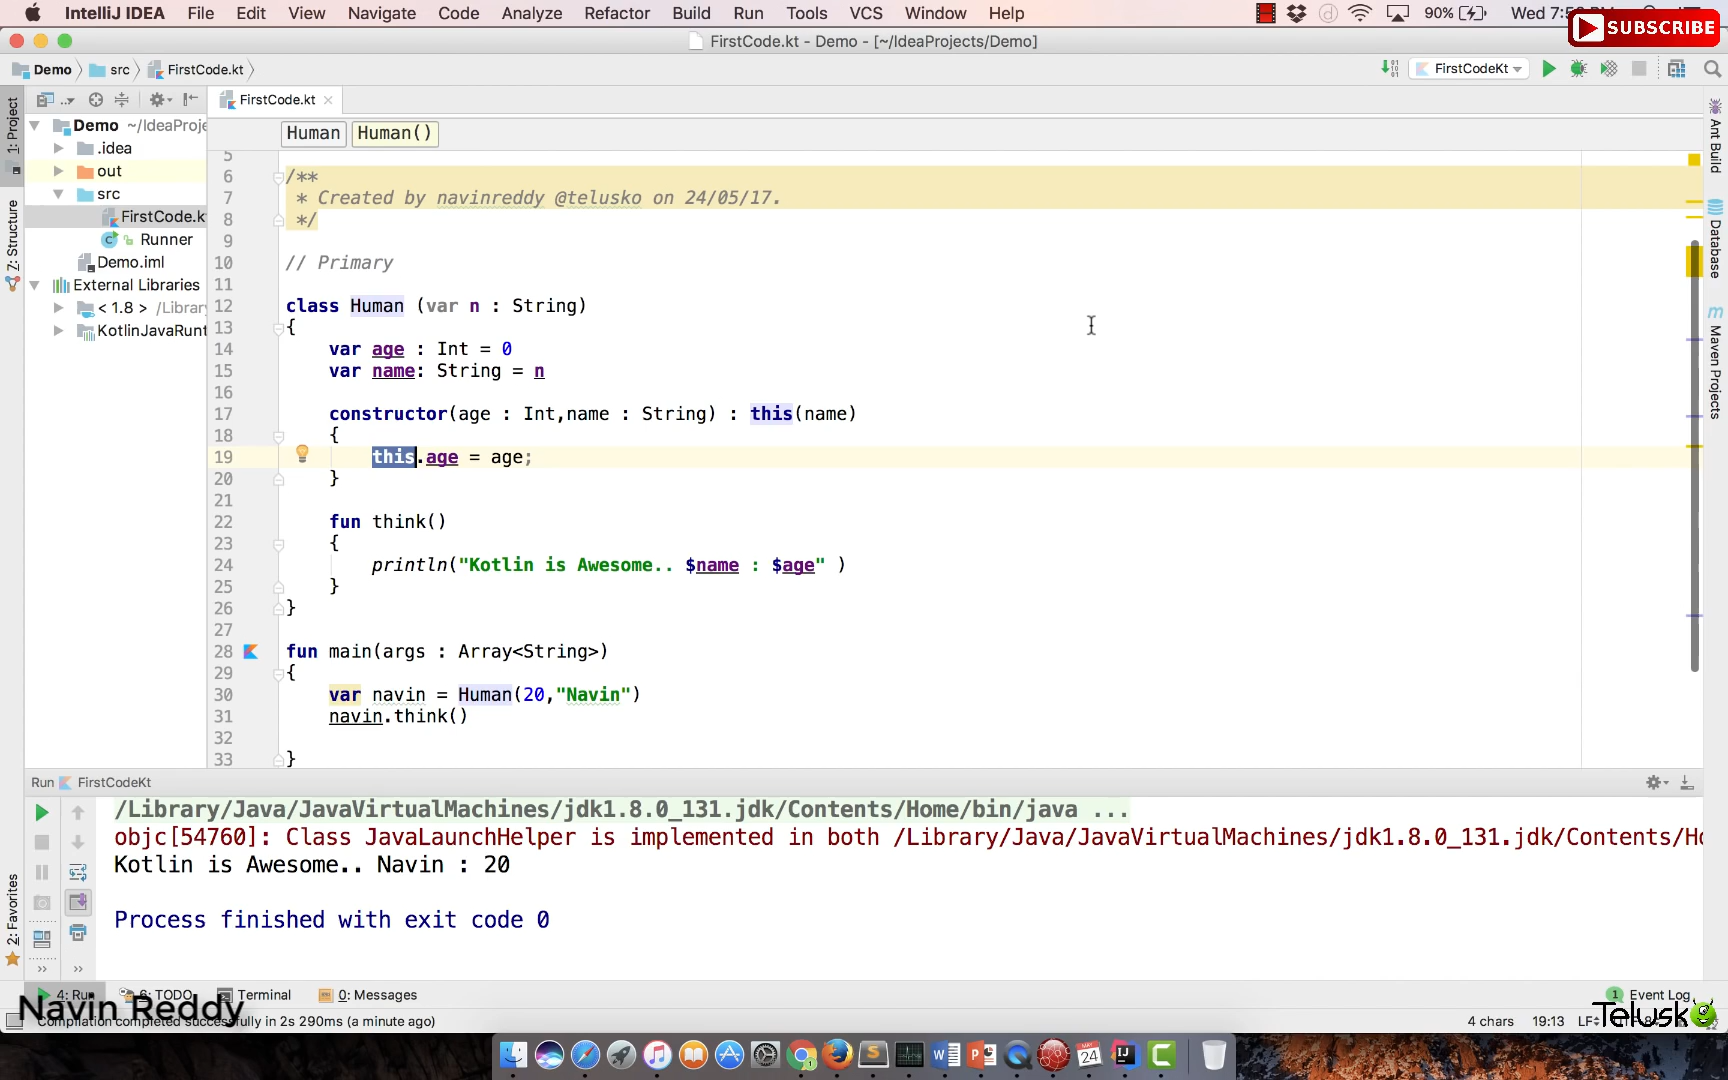 IntelliJ IDEA File Edit View Navigate Code Analyze Refactor Build Run Tools VCS Window Help 90% Wed 7:5
SUBSCRIBE
FirstCode.kt - Demo - [~/IdeaProjects/Demo]
Demo src FirstCode.kt FirstCodeKt
FirstCode.kt
Human Human()
1: Project
Z: Structure
2: Favorites
Ant Build
Database
Maven Projects
Demo ~/IdeaProje
.idea
out
src
FirstCode.k
Runner
Demo.iml
External Libraries
< 1.8 > /Library
KotlinJavaRunt
5
6 /**
7 * Created by navinreddy @telusko on 24/05/17.
8 */
9
10 // Primary
11
12 class Human (var n : String)
13 {
14 var age : Int = 0
15 var name: String = n
16
17 constructor(age : Int,name : String) : this(name)
18 {
19 this.age = age;
20 }
21
22 fun think()
23 {
24 println("Kotlin is Awesome.. $name : $age" )
25 }
26 }
27
28 fun main(args : Array<String>)
29 {
30 var navin = Human(20,"Navin")
31 navin.think()
32
33 }
Run FirstCodeKt
/Library/Java/JavaVirtualMachines/jdk1.8.0_131.jdk/Contents/Home/bin/java ...
objc[54760]: Class JavaLaunchHelper is implemented in both /Library/Java/JavaVirtualMachines/jdk1.8.0_131.jdk/Contents/Ho
Kotlin is Awesome.. Navin : 20
Process finished with exit code 0
4: Run 6: TODO Terminal 0: Messages 1 Event Log
Navin Reddy
Telusko
Compilation completed successfully in 2s 290ms (a minute ago) 4 chars 19:13 LF
MAY
24